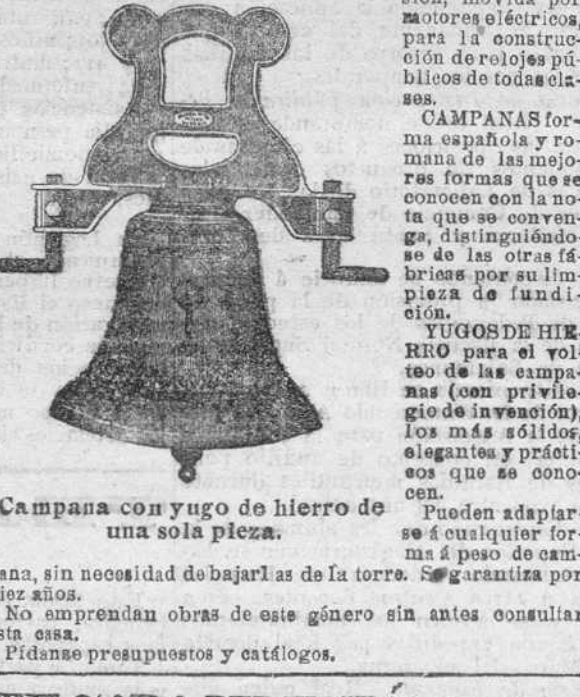 sión, movida por
motores eléctricos,
para la construc-
ción de relojes pú-
blicos de todas cla-
ses.
CAMPANAS for-
ma española y ro-
mana de las mejo-
res formas que se
conocen con la no-
ta que se conven-
ga, distinguiéndo-
se de las otras fá-
bricas por su lim-
pieza de fundi-
ción.
YUGOS DE HIE-
RRO para el vol-
teo de las campa-
nas (con privile-
gio de invención),
los más sólidos,
elegantes y prácti-
cos que se cono-
cen.
Pueden adaptar-
se á cualquier for-
ma á peso de cam-
Campana con yugo de hierro de
una sola pieza.
ana, sin necesidad de bajarlas de la torre. Se garantiza por
iez años.
No emprendan obras de este género sin antes consultar
sta casa.
Pídanse presupuestos y catálogos.